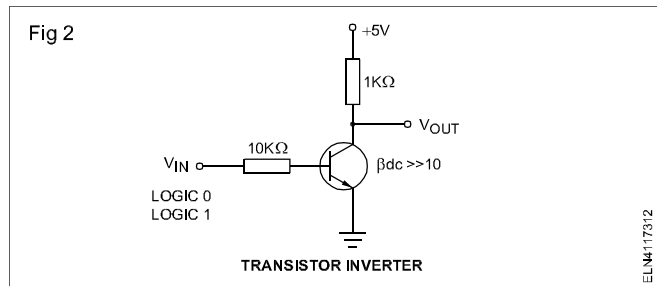 Fig 2
+5V
1KΩ
VOUT
10KΩ
VIN
βdc >>10
LOGIC 0
LOGIC 1
TRANSISTOR INVERTER
ELN4117312